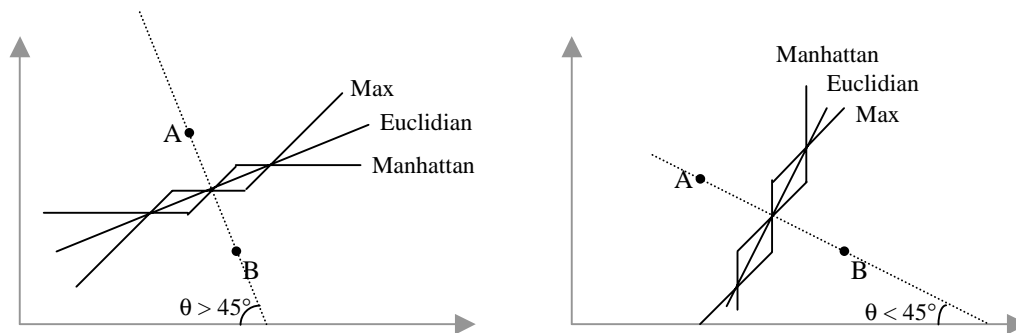 Max
Euclidian
Manhattan
A
B
θ > 45°
Manhattan
Euclidian
Max
A
B
θ < 45°